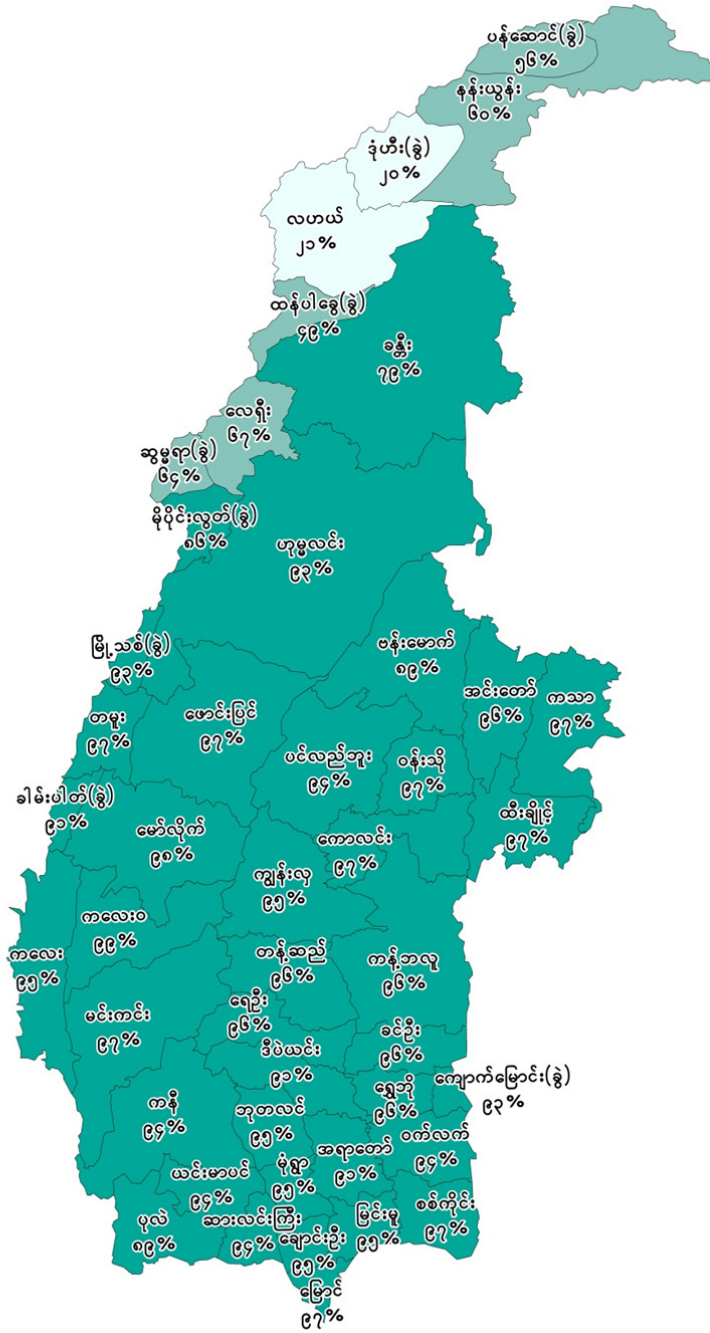 ပန်ဆောင်(ခွဲ)
၅၆%
နန်းယွန်း
၆၀%
ဒုံဟီး(ခွဲ)
၂၀%
လဟယ်
၂၁%
ထန်ပါခွေ(ခွဲ)
၄၉%
ခန္တီး
၇၉%
လေရှီး
၆၇%
ဆွမ္မရာ(ခွဲ)
၆၄%
မိုပိုင်းလွတ်(ခွဲ)
၈၆%
ဟုမ္မလင်း
၉၃%
မြို့သစ်(ခွဲ)
၉၃%
ဗန်းမောက်
၈၉%
အင်းတော်
၉၆%
ကသာ
၉၇%
တမူး
၉၇%
ဖောင်းပြင်
၉၇%
ပင်လည်ဘူး
၉၄%
ဝန်းသို
၉၇%
ခါမ်းပါတ်(ခွဲ)
၉၁%
မော်လိုက်
၉၈%
ကောလင်း
၉၇%
ထီးချိုင့်
၉၇%
ကျွန်းလှ
၉၅%
ကလေးဝ
၉၉%
ကလေး
၉၅%
တန့်ဆည်
၉၆%
ကန့်ဘလူ
၉၆%
မင်းကင်း
၉၇%
ရေဦး
၉၆%
ခင်ဦး
၉၆%
ဒီပဲယင်း
၉၁%
ကနီ
၉၄%
ဘုတလင်
၉၅%
ရွှေဘို
၉၆%
ကျောက်မြောင်း(ခွဲ)
၉၃%
ဝက်လက်
၉၄%
အရာတော်
၉၁%
မုံရွာ
၉၅%
ယင်းမာပင်
၉၄%
ပုလဲ
၈၉%
ဆားလင်းကြီး
၉၄%
ချောင်းဦး
၉၅%
မြင်းမူ
၉၅%
စစ်ကိုင်း
၉၇%
မြောင်
၉၇%